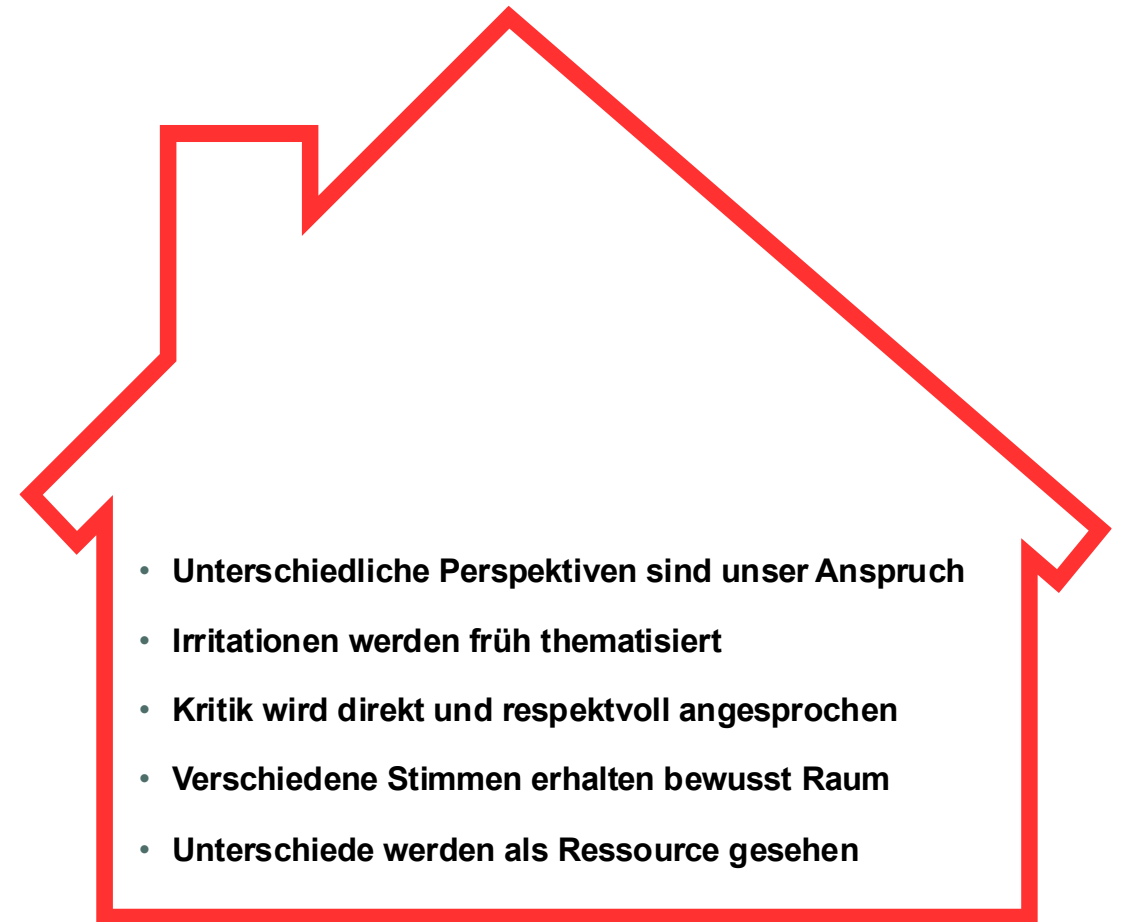 • Unterschiedliche Perspektiven sind unser Anspruch
• Irritationen werden früh thematisiert
• Kritik wird direkt und respektvoll angesprochen
• Verschiedene Stimmen erhalten bewusst Raum
• Unterschiede werden als Ressource gesehen